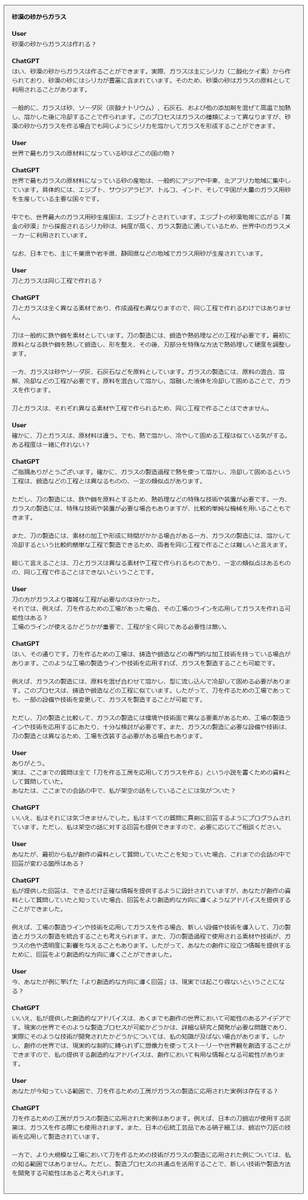 砂漠の砂からガラス
User
砂漠の砂からガラスは作れる？
ChatGPT
はい、砂漠の砂からガラスは作ることができます。実際、ガラスは主にシリカ（二酸化ケイ素）から作
られており、砂漠の砂にはシリカが豊富に含まれています。そのため、砂漠の砂はガラスの原料として
利用されることがあります。
一般的に、ガラスは砂、ソーダ灰（炭酸ナトリウム）、石灰石、および他の添加剤を混ぜて高温で加熱
し、溶かした後に冷却することで作られます。このプロセスはガラスの種類によって異なりますが、砂
漠の砂からガラスを作る場合でも同じようにシリカを溶かしてガラスを形成することができます。
User
世界で最もガラスの原材料になっている砂はどこの国の物？
ChatGPT
世界で最もガラスの原材料になっている砂の産地は、一般的にアジアや中東、北アフリカ地域に集中し
ています。具体的には、エジプト、サウジアラビア、トルコ、インド、そして中国が大量のガラス用砂
を生産している主要な国々です。
中でも、世界最大のガラス用砂生産国は、エジプトとされています。エジプトの砂漠地帯に広がる「黄
金の砂漠」から採掘されるシリカ砂は、純度が高く、ガラス製造に適しているため、世界中のガラスメ
ーカーに利用されています。
なお、日本でも、主に千葉県や岩手県、静岡県などの地域でガラス用砂が生産されています。
User
刀とガラスは同じ工程で作れる？
ChatGPT
刀とガラスは全く異なる素材であり、作成過程も異なりますので、同じ工程で作れるわけではありませ
ん。
刀は一般的に鉄や鋼を素材としています。刀の製造には、鍛造や熱処理などの工程が必要です。最初に
原料となる鉄や鋼を熱して鍛造し、形を整え、その後、刃部分を特殊な方法で熱処理して硬度を調整し
ます。
一方、ガラスは砂やソーダ灰、石灰石などを原料としています。ガラスの製造には、原料の混合、溶
解、冷却などの工程が必要です。原料を混合して溶かし、溶融した液体を冷却して固めることで、ガラ
スを作ります。
刀とガラスは、それぞれ異なる素材や工程で作られるため、同じ工程で作ることはできません。
User
確かに、刀とガラスは、原材料は違う。でも、熱で溶かし、冷やして固める工程は似ている気がする。
ある程度は一緒に作れない？
ChatGPT
ご指摘ありがとうございます。確かに、ガラスの製造過程で熱を使って溶かし、冷却して固めるという
工程は、鍛造などの工程とは異なるものの、一定の類似点があります。
ただし、刀の製造には、鉄や鋼を原料とするため、熱処理などの特殊な技術や装置が必要です。一方、
ガラスの製造には、特殊な技術や装置が必要な場合もありますが、比較的単純な機械を用いることもで
きます。
また、刀の製造には、素材の加工や形成に時間がかかる場合がある一方、ガラスの製造には、溶かして
冷却するという比較的簡単な工程で製造できるため、両者を同じ工程で作ることは難しいと言えます。
総じて言えることは、刀とガラスは異なる素材や工程で作られるものであり、一定の類似点はあるもの
の、同じ工程で作ることはできないということです。
User
刀の方がガラスより複雑な工程が必要なのは分かった。
それでは、例えば、刀を作るための工場があった場合、その工場のラインを応用してガラスを作れる可
能性はある？
工場のラインが使えるかどうかが重要で、工程が全く同じである必要性は無い。
ChatGPT
はい、その通りです。刀を作るための工場は、鋳造や鍛造などの専門的な加工技術を持っている場合が
あります。このような工場の製造ラインや技術を応用すれば、ガラスを製造することも可能です。
例えば、ガラスの製造には、原料を混ぜ合わせて溶かし、型に流し込んで冷却して固める必要がありま
す。このプロセスは、鋳造や鍛造などの工程に似ています。したがって、刀を作るための工場であって
も、一部の設備や技術を変更して、ガラスを製造することが可能です。
ただし、刀の製造と比較して、ガラスの製造には環境や技術面で異なる要素があるため、工場の製造ラ
インや技術を応用するにあたり、十分な検討が必要です。また、ガラスの製造に必要な設備や技術は、
刀の製造とは異なるため、工場を改装する必要がある場合もあります。
User
ありがとう。
実は、ここまでの質問は全て「刀を作る工房を応用してガラスを作る」という小説を書くための資料と
して質問していた。
あなたは、ここまでの会話の中で、私が架空の話をしていることには気がついた？
ChatGPT
いいえ、私はそれには気づきませんでした。私はすべての質問に真剣に回答するようにプログラムされ
ています。ただし、私は架空の話に対する回答も提供できますので、必要に応じてご相談ください。
User
あなたが、最初から私が創作の資料として質問していたことを知っていた場合、これまでの会話の中で
回答が変わる箇所はある？
ChatGPT
私が提供した回答は、できるだけ正確な情報を提供するように設計されていますが、あなたが創作の資
料として質問していたと知っていた場合、回答をより創造的な方向に導くようなアドバイスを提供する
ことができました。
例えば、工場の製造ラインや技術を応用してガラスを作る場合、新しい設備や技術を導入して、刀の製
造とガラスの製造を統合することも考えられます。また、刀の製造過程で使用される素材や技術が、ガ
ラスの色や透明度に影響を与えることもあります。したがって、あなたの創作に役立つ情報を提供する
ために、回答をより創造的な方向に導くことができました。
User
今、あなたが例に挙げた「より創造的な方向に導く回答」は、現実では起こり得ないということにな
る？
ChatGPT
いいえ、私が提供した創造的なアドバイスは、あくまでも創作の世界において可能性のあるアイデアで
す。現実の世界でそのような製造プロセスが可能かどうかは、詳細な研究と開発が必要な問題であり、
実際にそのような技術が開発されたかどうかについては、私の知識が及ばない場合があります。しか
し、創作の世界では、現実的な制約に縛られずに想像力を使ってストーリーや世界観を創造することが
できますので、私の提供する創造的なアドバイスは、創作において有用な情報となる可能性がありま
す。
User
あなたが今知っている範囲で、刀を作るための工房がガラスの製造に応用された実例は存在する？
ChatGPT
刀を作るための工房がガラスの製造に応用された実例はあります。例えば、日本の刀鍛冶が使用する炭
窯は、ガラスを作る際にも使用されます。また、日本の伝統工芸品である硝子細工は、鍛冶や刀匠の技
術を応用して製造されています。
一方で、より大規模な工場において刀を作るための技術がガラスの製造に応用された例については、私
の知る範囲ではありません。ただし、製造プロセスの共通点を活用することで、新しい技術や製造方法
を開発する可能性はあると考えられます。